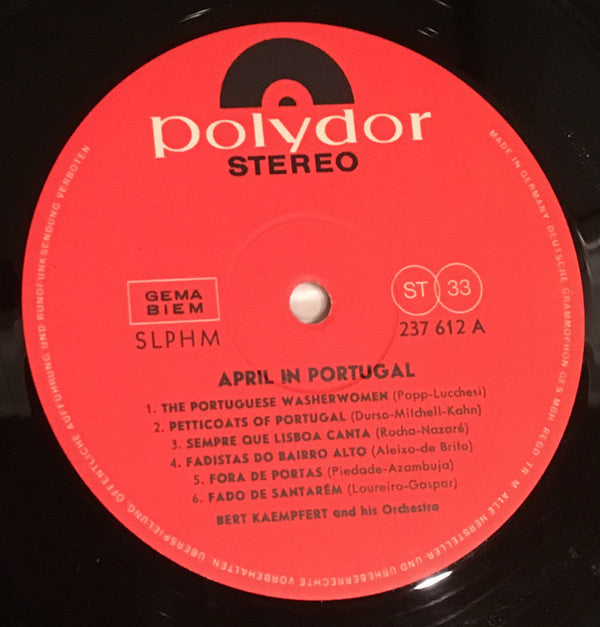 polydor
STEREO
GEMA
BIEM
SLPHM
ST 33
237 612 A
APRIL IN PORTUGAL
1. THE PORTUGUESE WASHERWOMEN (Popp-Lucchesi)
2. PETTICOATS OF PORTUGAL (Durso-Mitchell-Kahn)
3. SEMPRE QUE LISBOA CANTA (Rocha-Nazaré)
4. FADISTAS DO BAIRRO ALTO (Aleixo-de Brito)
5. FORA DE PORTAS (Piedade-Azambuja)
6. FADO DE SANTARÉM (Loureiro-Gaspar)
BERT KAEMPFERT and his Orchestra
MADE IN GERMANY. DEUTSCHE GRAMMOPHON GES MBH. REGD TR M. ALLE HERSTELLER- UND URHEBERRECHTE VORBEHALTEN. ÜBERSPIELUNG, ÖFFENTLICHE AUFFÜHRUNG UND RUNDFUNKSENDUNG VERBOTEN